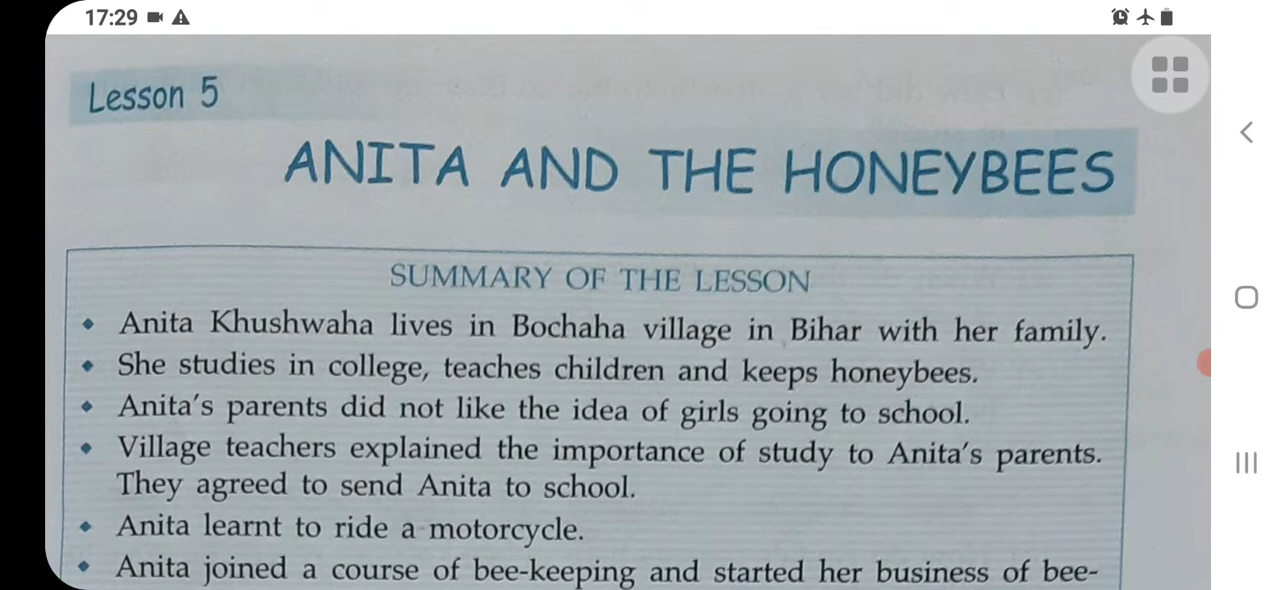 17:29
Lesson 5
ANITA AND THE HONEYBEES
SUMMARY OF THE LESSON
Anita Khushwaha lives in Bochaha village in Bihar with her family.
She studies in college, teaches children and keeps honeybees.
Anita's parents did not like the idea of girls going to school.
Village teachers explained the importance of study to Anita's parents.
They agreed to send Anita to school.
Anita learnt to ride a motorcycle.
Anita joined a course of bee-keeping and started her business of bee-